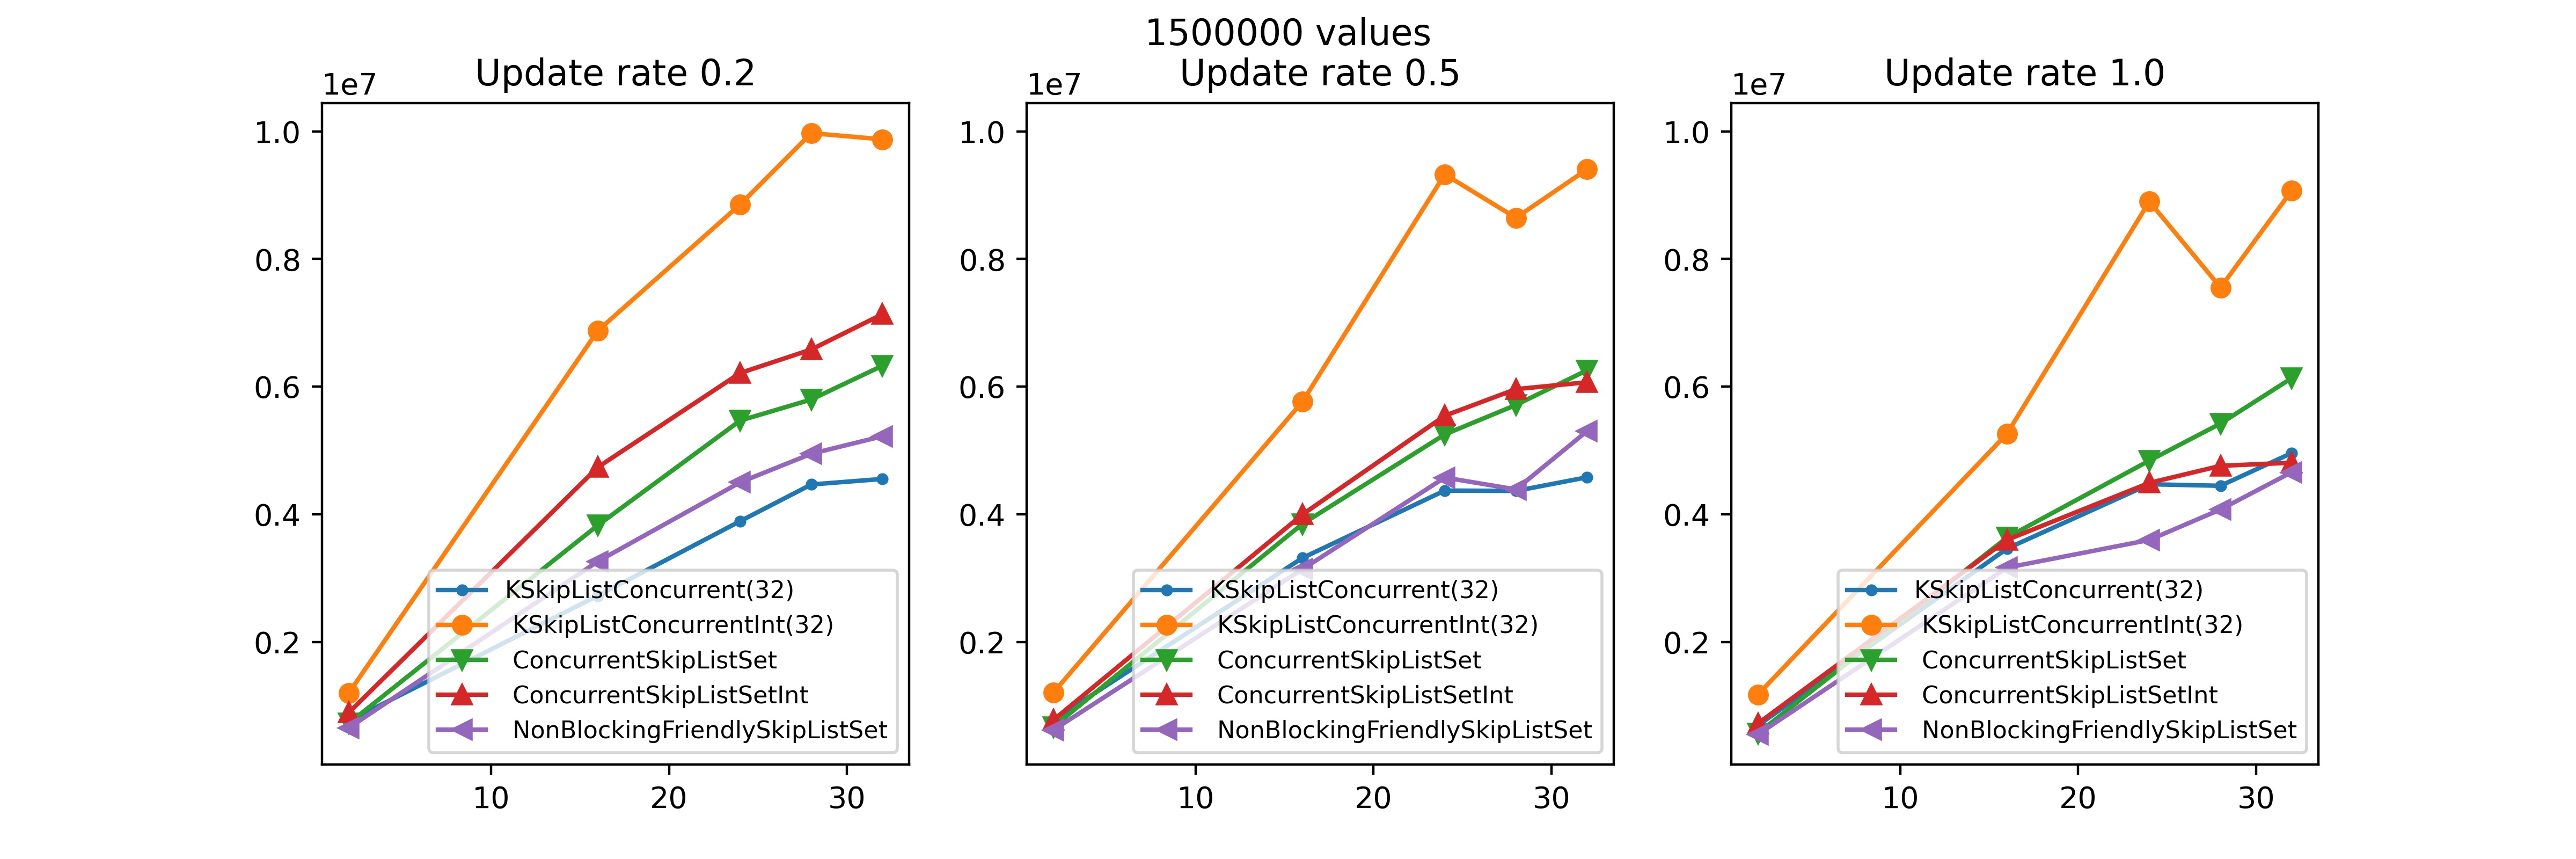 1500000 values
Update rate 0.2
1e7
1.0
0.8
0.6
0.4
0.2
10 20 30
KSkipListConcurrent(32)
KSkipListConcurrentInt(32)
ConcurrentSkipListSet
ConcurrentSkipListSetInt
NonBlockingFriendlySkipListSet
Update rate 0.5
1e7
1.0
0.8
0.6
0.4
0.2
10 20 30
KSkipListConcurrent(32)
KSkipListConcurrentInt(32)
ConcurrentSkipListSet
ConcurrentSkipListSetInt
NonBlockingFriendlySkipListSet
Update rate 1.0
1e7
1.0
0.8
0.6
0.4
0.2
10 20 30
KSkipListConcurrent(32)
KSkipListConcurrentInt(32)
ConcurrentSkipListSet
ConcurrentSkipListSetInt
NonBlockingFriendlySkipListSet